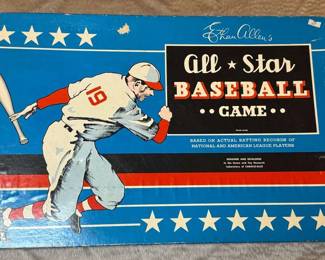 Ethan Allen's
All ★ Star
BASEBALL
•• GAME ••
BASED ON ACTUAL BATTING RECORDS OF
NATIONAL AND AMERICAN LEAGUE PLAYERS
19